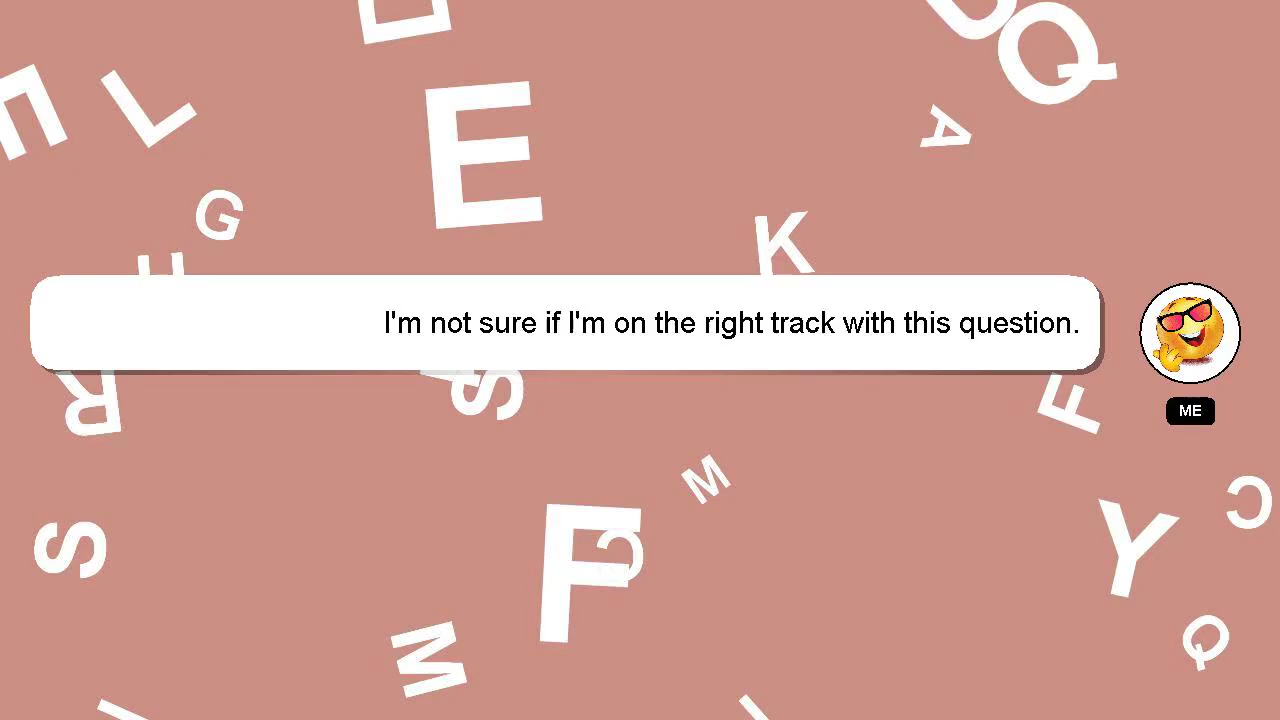 E
L
E
Q
A
G
K
I'm not sure if I'm on the right track with this question.
ME
R
S
F
M
C
S
F
C
Y
Q
M